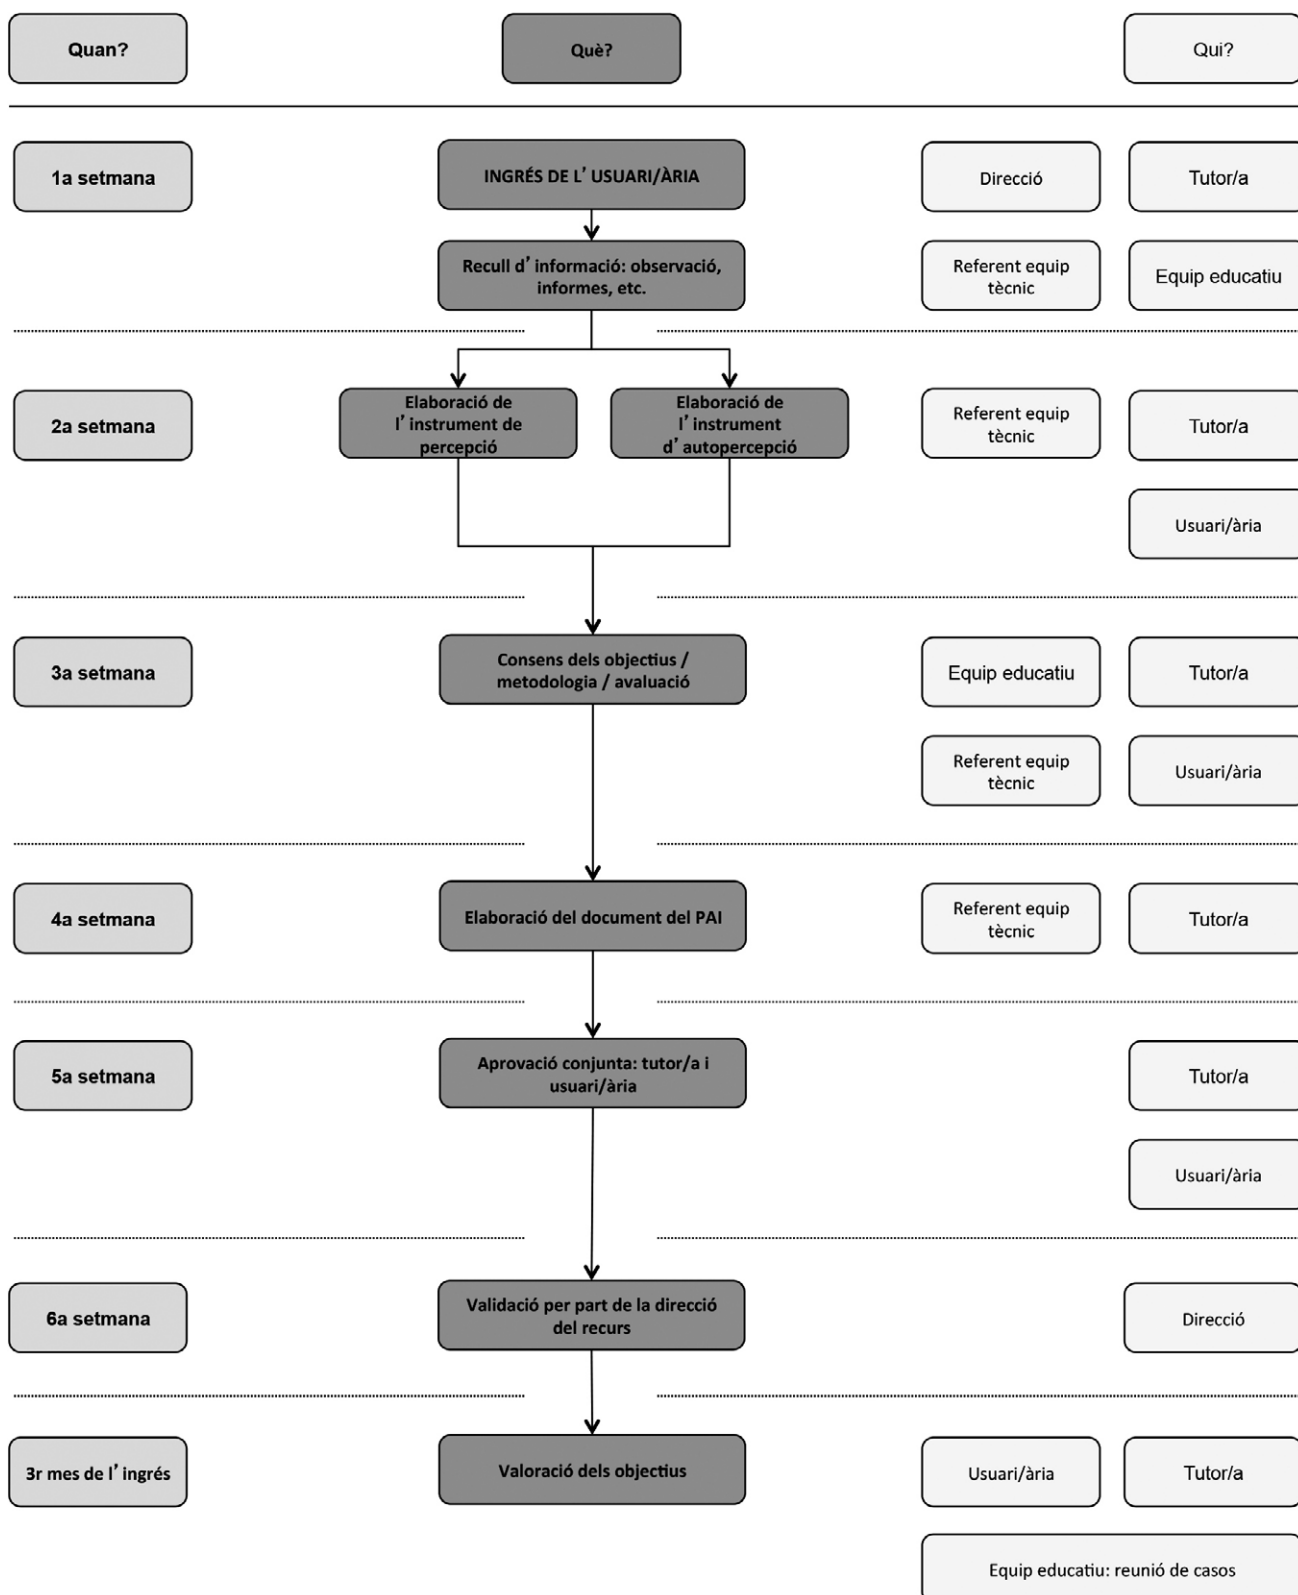 Quan?
Què?
Qui?
1a setmana
INGRÉS DE L’ USUARI/ÀRIA
Direcció
Tutor/a
Recull d’ informació: observació,
informes, etc.
Referent equip
tècnic
Equip educatiu
2a setmana
Elaboració de
l’ instrument de
percepció
Elaboració de
l’ instrument
d’ autopercepció
Referent equip
tècnic
Tutor/a
Usuari/ària
3a setmana
Consens dels objectius /
metodologia / avaluació
Equip educatiu
Tutor/a
Referent equip
tècnic
Usuari/ària
4a setmana
Elaboració del document del PAI
Referent equip
tècnic
Tutor/a
5a setmana
Aprovació conjunta: tutor/a i
usuari/ària
Tutor/a
Usuari/ària
6a setmana
Validació per part de la direcció
del recurs
Direcció
3r mes de l’ ingrés
Valoració dels objectius
Usuari/ària
Tutor/a
Equip educatiu: reunió de casos